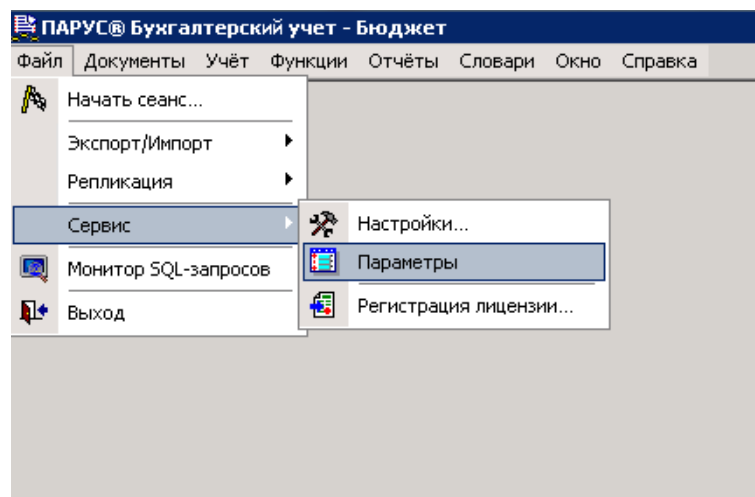 ПАРУС® Бухгалтерский учет - Бюджет
Файл Документы Учёт Функции Отчёты Словари Окно Справка
Начать сеанс...
Экспорт/Импорт
Репликация
Сервис
Настройки...
Параметры
Монитор SQL-запросов
Регистрация лицензии...
Выход